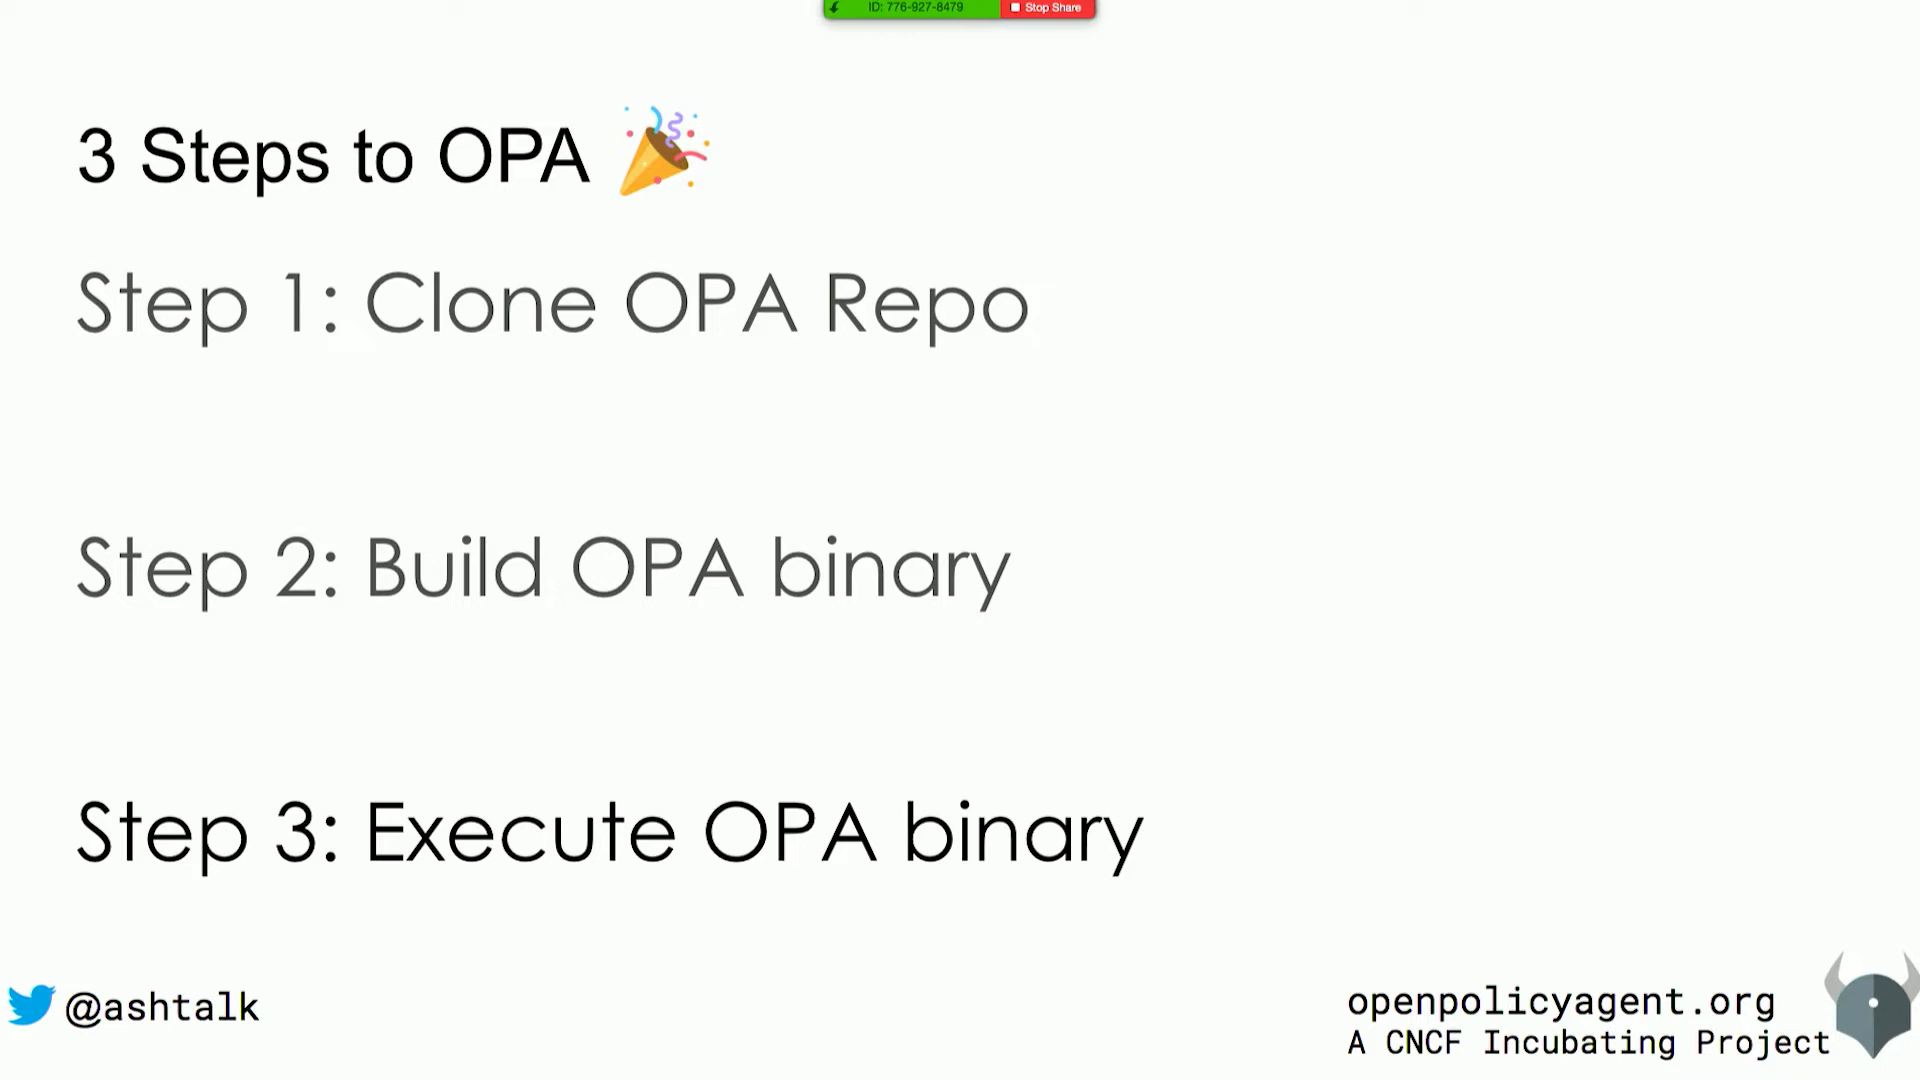 ID: 776-927-8479 Stop Share
3 Steps to OPA 🎉
Step 1: Clone OPA Repo
Step 2: Build OPA binary
Step 3: Execute OPA binary
@ashtalk
openpolicyagent.org
A CNCF Incubating Project